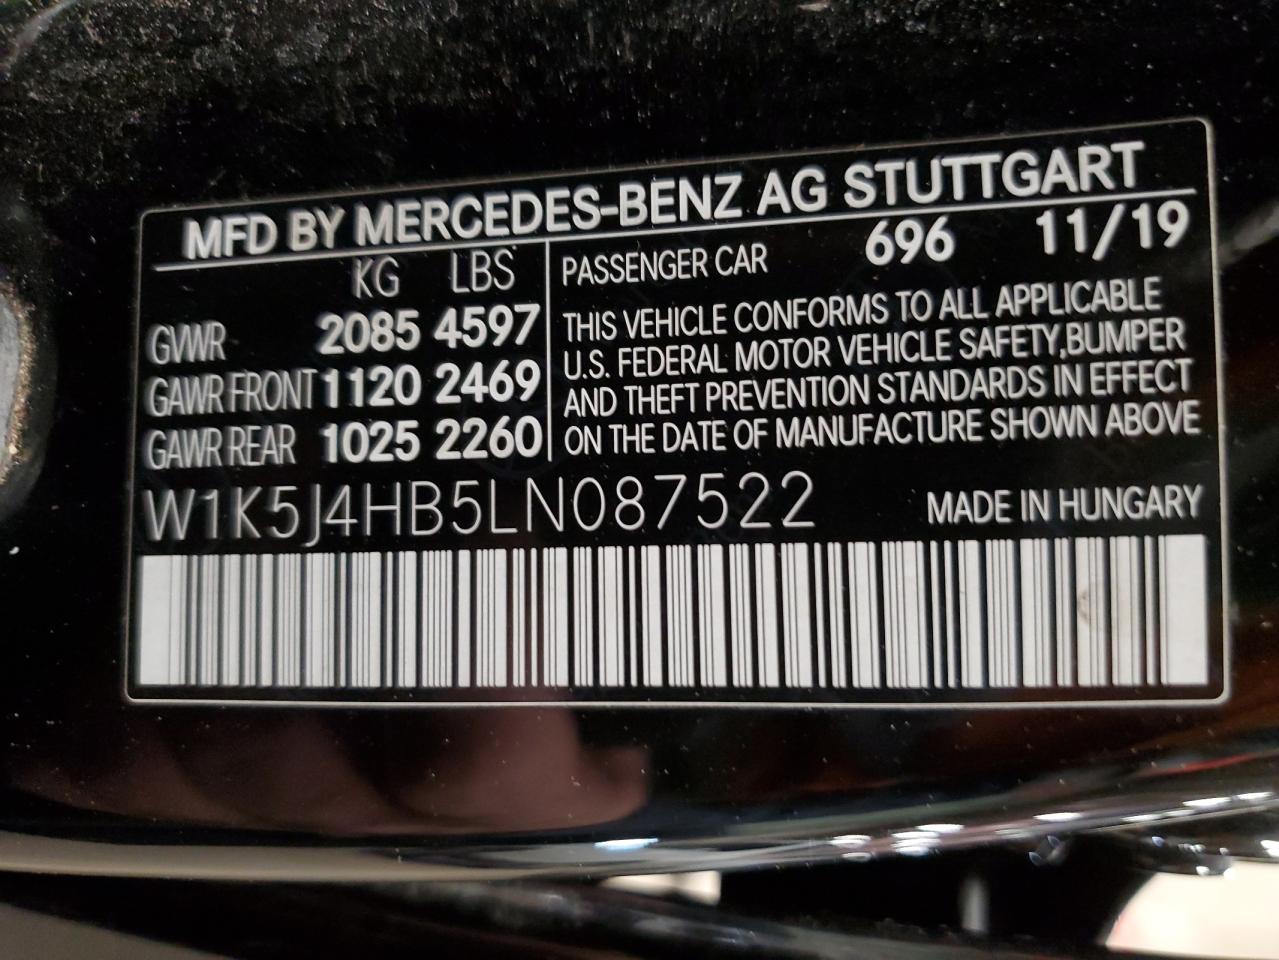 MFD BY MERCEDES-BENZ AG STUTTGART
KG LBS
GVWR 2085 4597
GAWR FRONT 1120 2469
GAWR REAR 1025 2260
PASSENGER CAR 696 11/19
THIS VEHICLE CONFORMS TO ALL APPLICABLE
U.S. FEDERAL MOTOR VEHICLE SAFETY,BUMPER
AND THEFT PREVENTION STANDARDS IN EFFECT
ON THE DATE OF MANUFACTURE SHOWN ABOVE
W1K5J4HB5LN087522 MADE IN HUNGARY